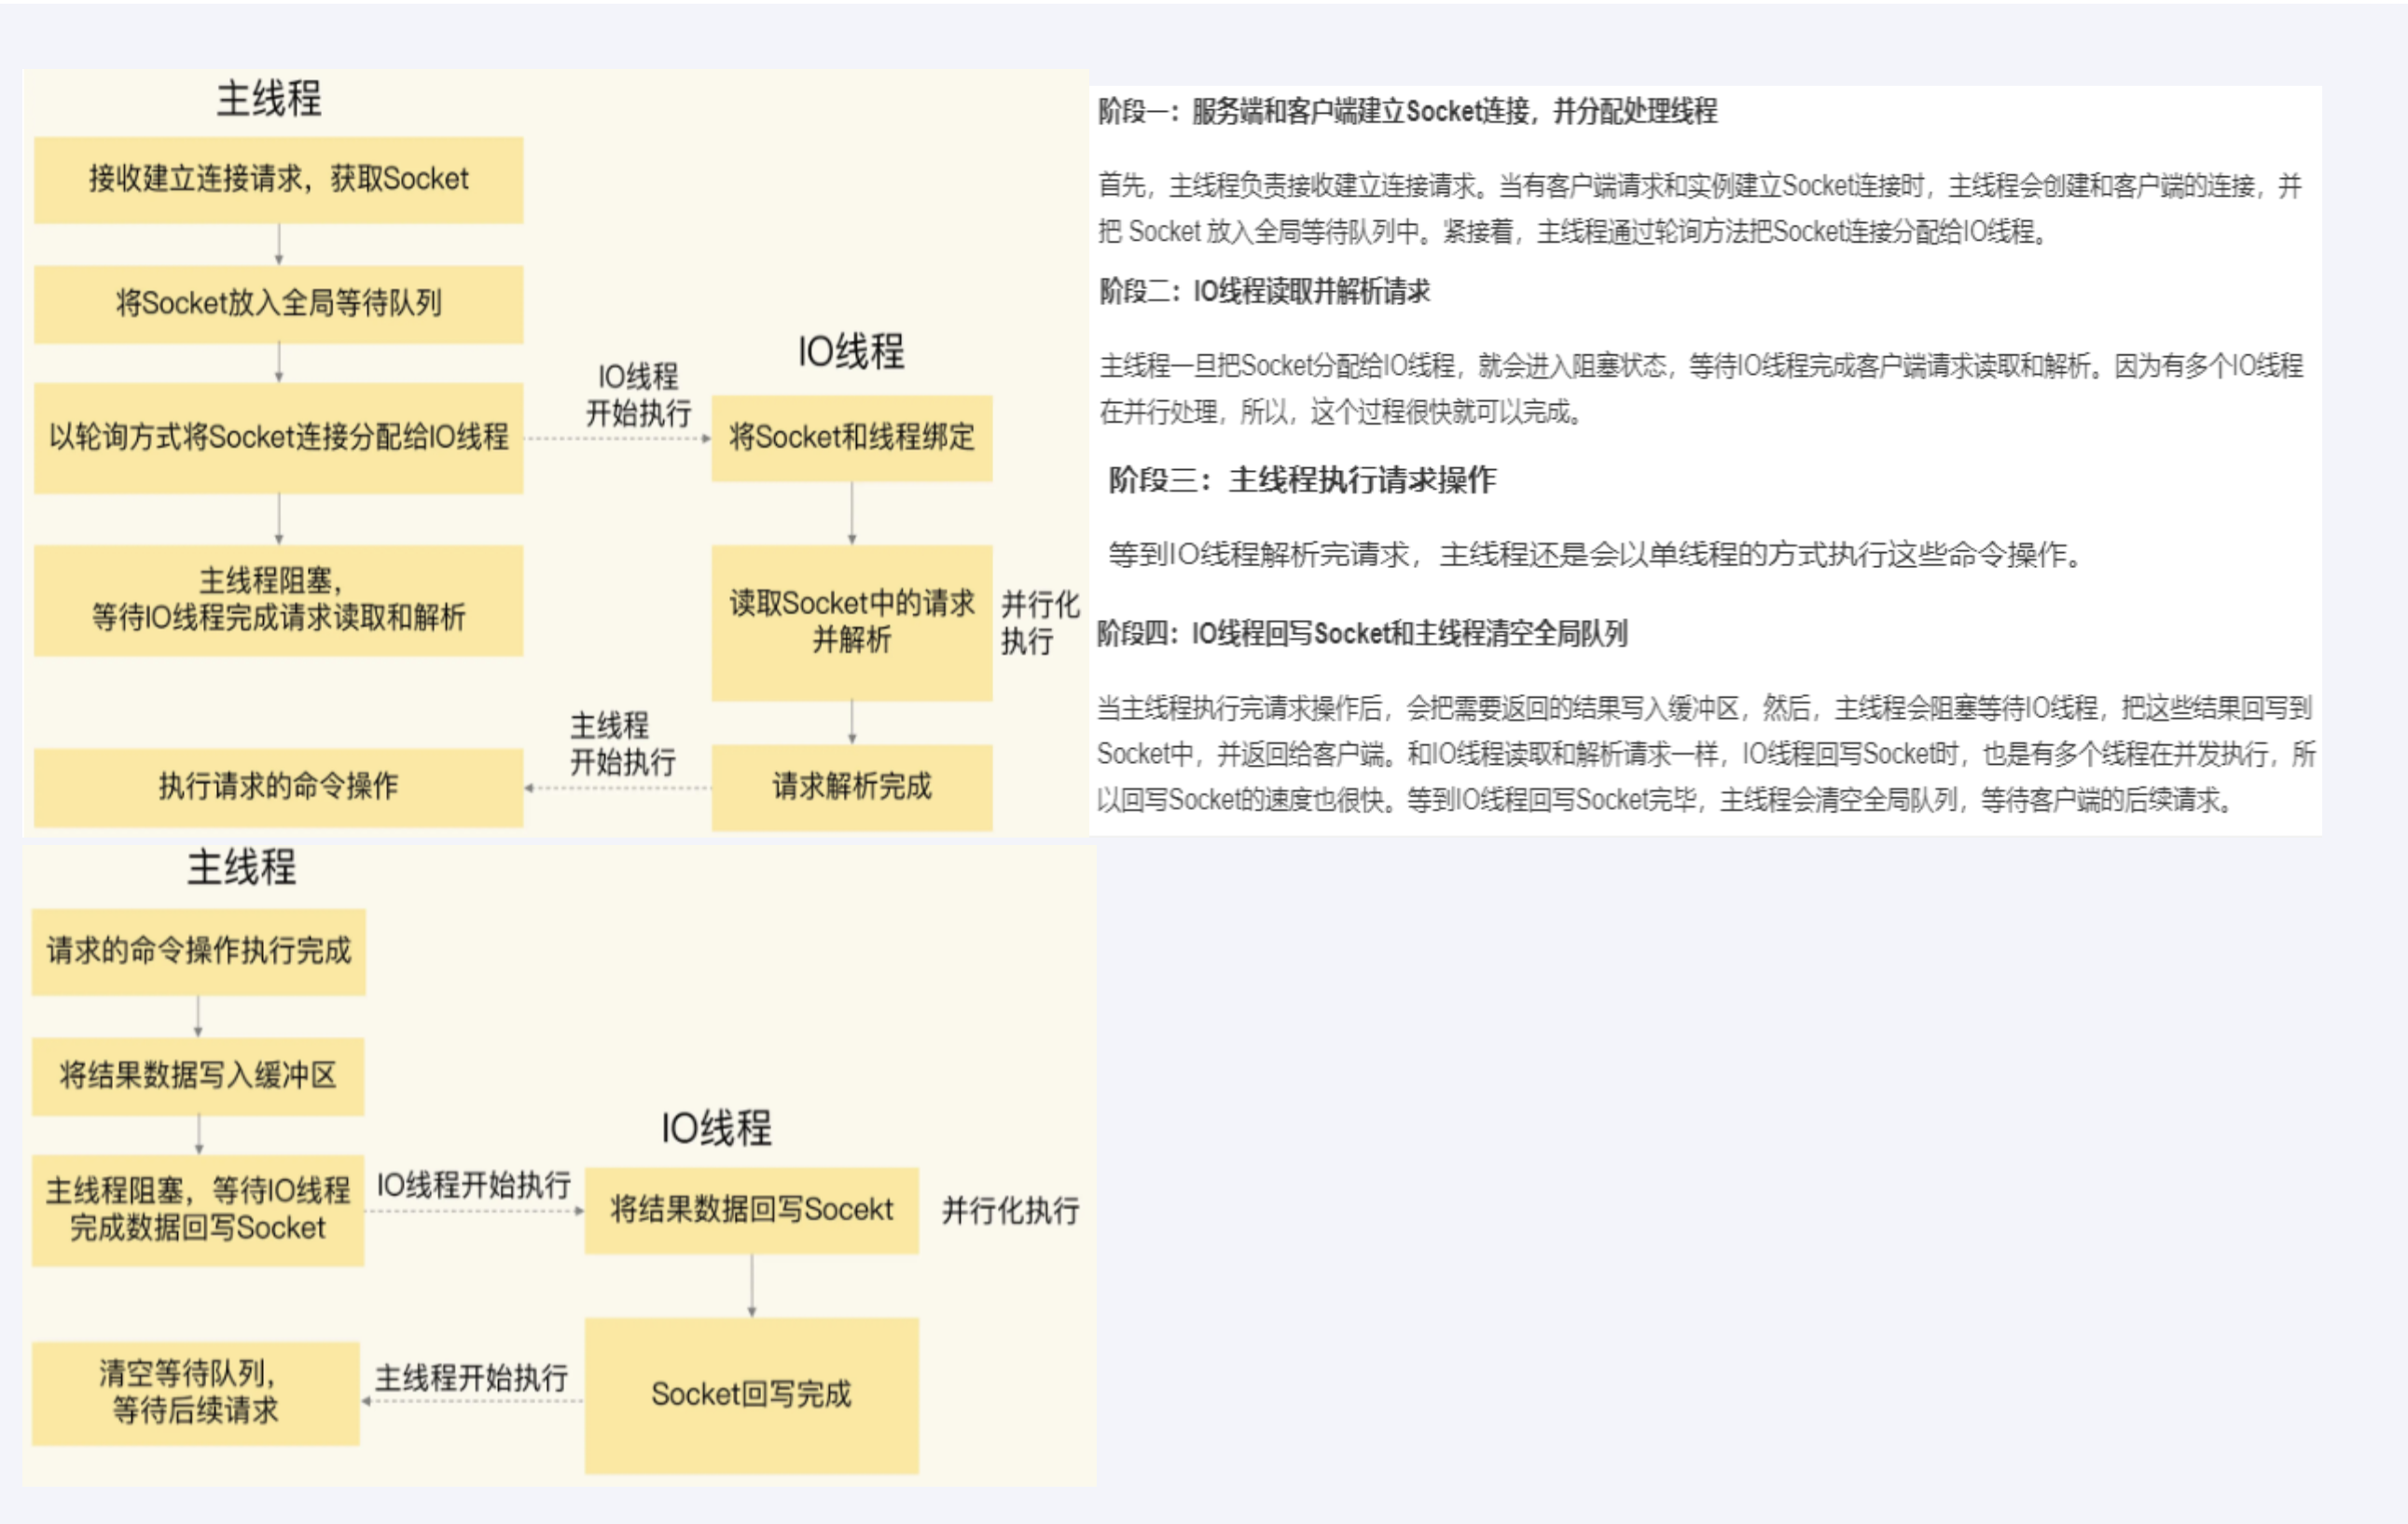 主线程
接收建立连接请求，获取Socket
将Socket放入全局等待队列
以轮询方式将Socket连接分配给IO线程
主线程阻塞，
等待IO线程完成请求读取和解析
执行请求的命令操作
IO线程
开始执行
主线程
开始执行
IO线程
将Socket和线程绑定
读取Socket中的请求
并解析
请求解析完成
并行化
执行
阶段一：服务端和客户端建立Socket连接，并分配处理线程
首先，主线程负责接收建立连接请求。当有客户端请求和实例建立Socket连接时，主线程会创建和客户端的连接，并
把 Socket 放入全局等待队列中。紧接着，主线程通过轮询方法把Socket连接分配给IO线程。
阶段二：IO线程读取并解析请求
主线程一旦把Socket分配给IO线程，就会进入阻塞状态，等待IO线程完成客户端请求读取和解析。因为有多个IO线程
在并行处理，所以，这个过程很快就可以完成。
阶段三：主线程执行请求操作
等到IO线程解析完请求，主线程还是会以单线程的方式执行这些命令操作。
阶段四：IO线程回写Socket和主线程清空全局队列
当主线程执行完请求操作后，会把需要返回的结果写入缓冲区，然后，主线程会阻塞等待IO线程，把这些结果回写到
Socket中，并返回给客户端。和IO线程读取和解析请求一样，IO线程回写Socket时，也是有多个线程在并发执行，所
以回写Socket的速度也很快。等到IO线程回写Socket完毕，主线程会清空全局队列，等待客户端的后续请求。
主线程
请求的命令操作执行完成
将结果数据写入缓冲区
主线程阻塞，等待IO线程
完成数据回写Socket
清空等待队列，
等待后续请求
IO线程开始执行
主线程开始执行
IO线程
将结果数据回写Socekt
Socket回写完成
并行化执行